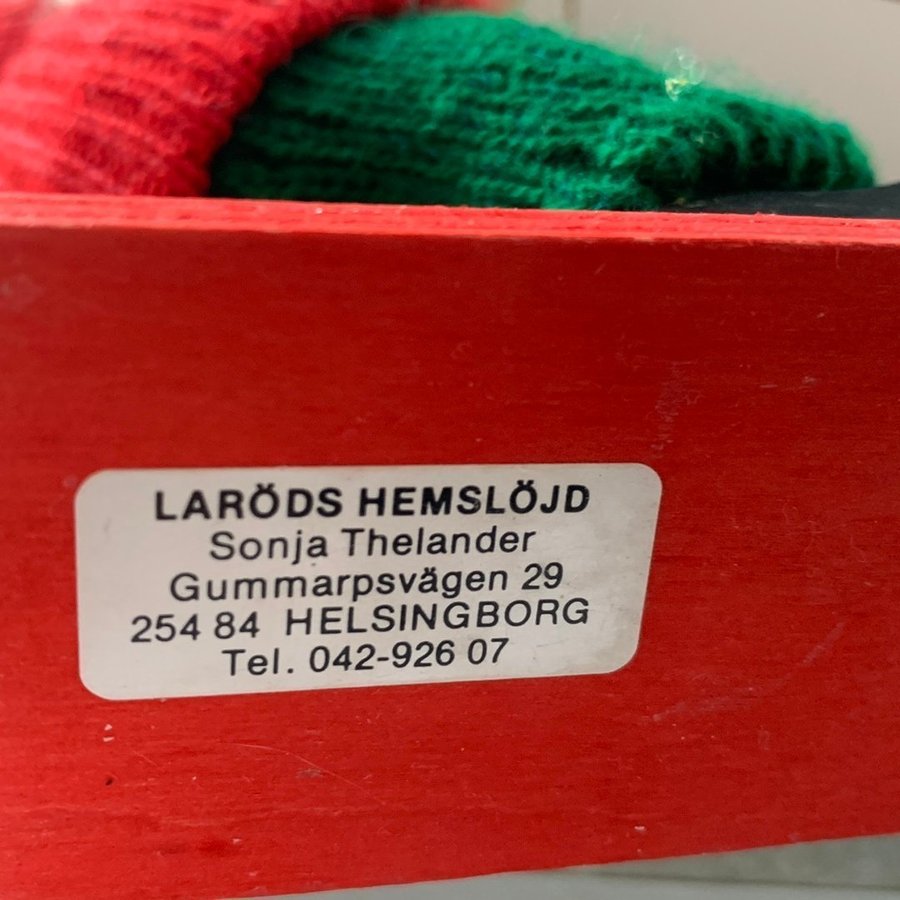 LARÖDS HEMSLÖJD
Sonja Thelander
Gummarpsvägen 29
254 84 HELSINGBORG
Tel. 042-926 07